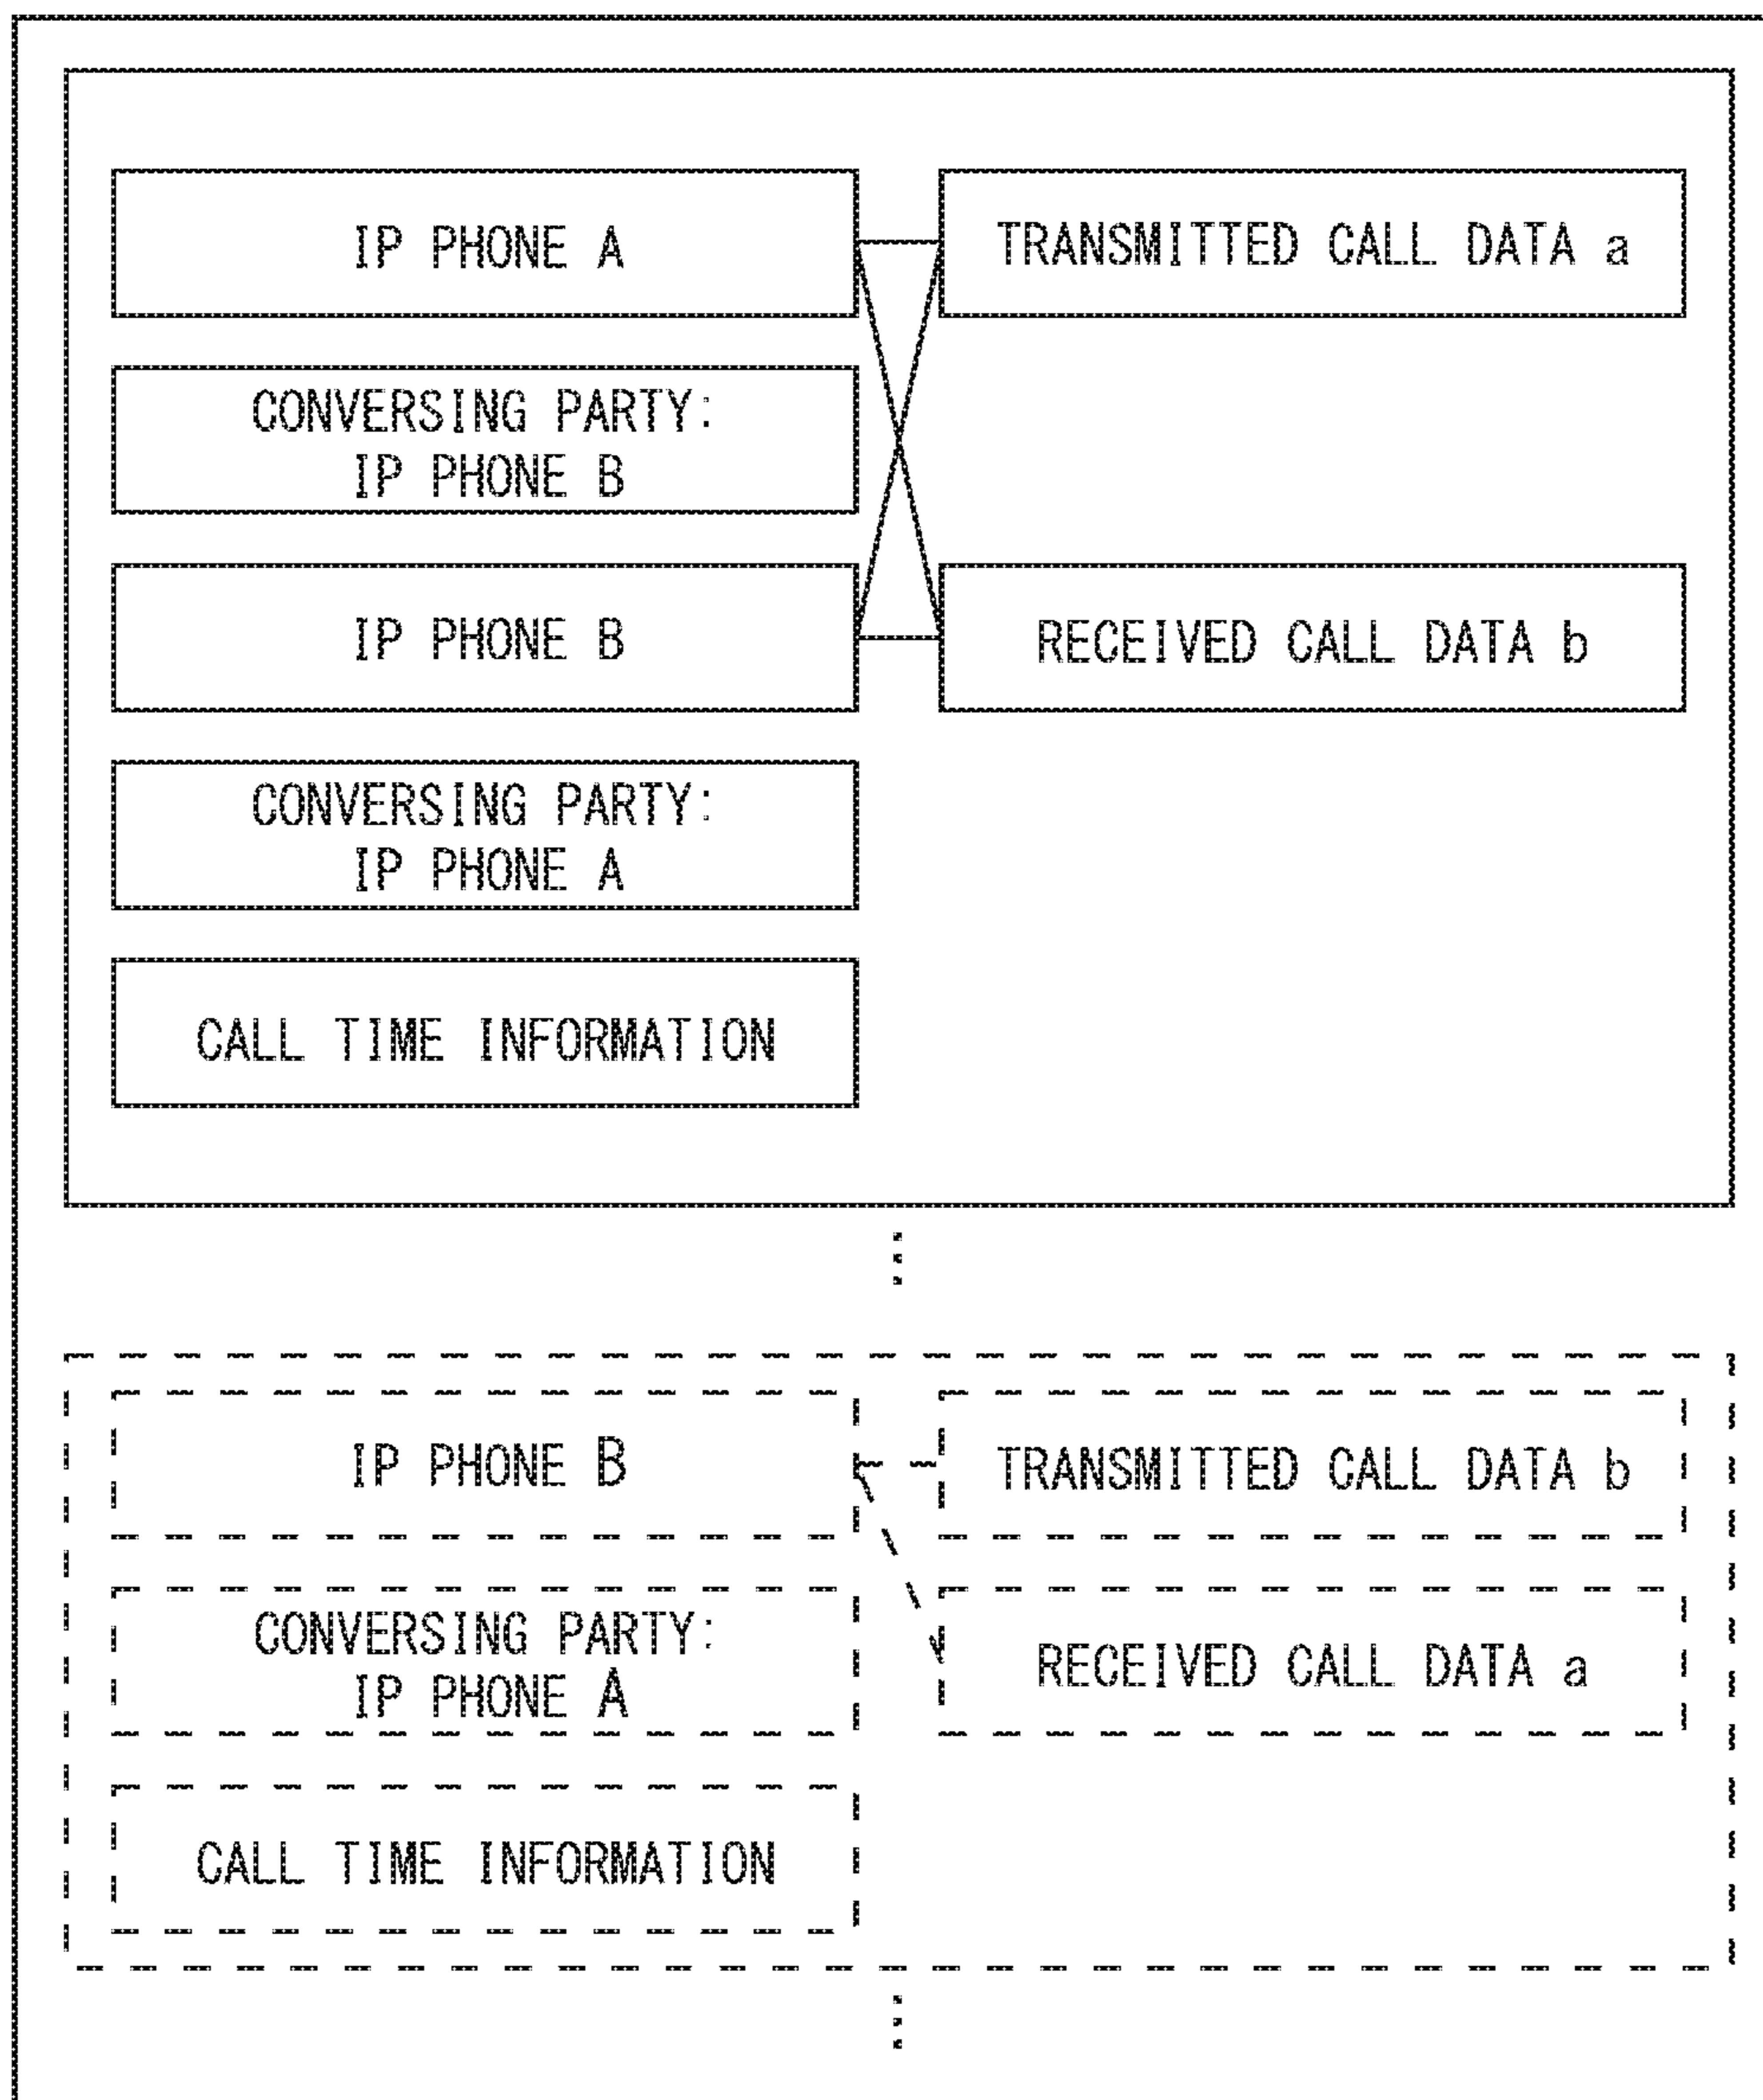 IP PHONE A
TRANSMITTED CALL DATA a
CONVERSING PARTY:
IP PHONE B
IP PHONE B
RECEIVED CALL DATA b
CONVERSING PARTY:
IP PHONE A
CALL TIME INFORMATION
IP PHONE B
TRANSMITTED CALL DATA b
CONVERSING PARTY:
IP PHONE A
RECEIVED CALL DATA a
CALL TIME INFORMATION